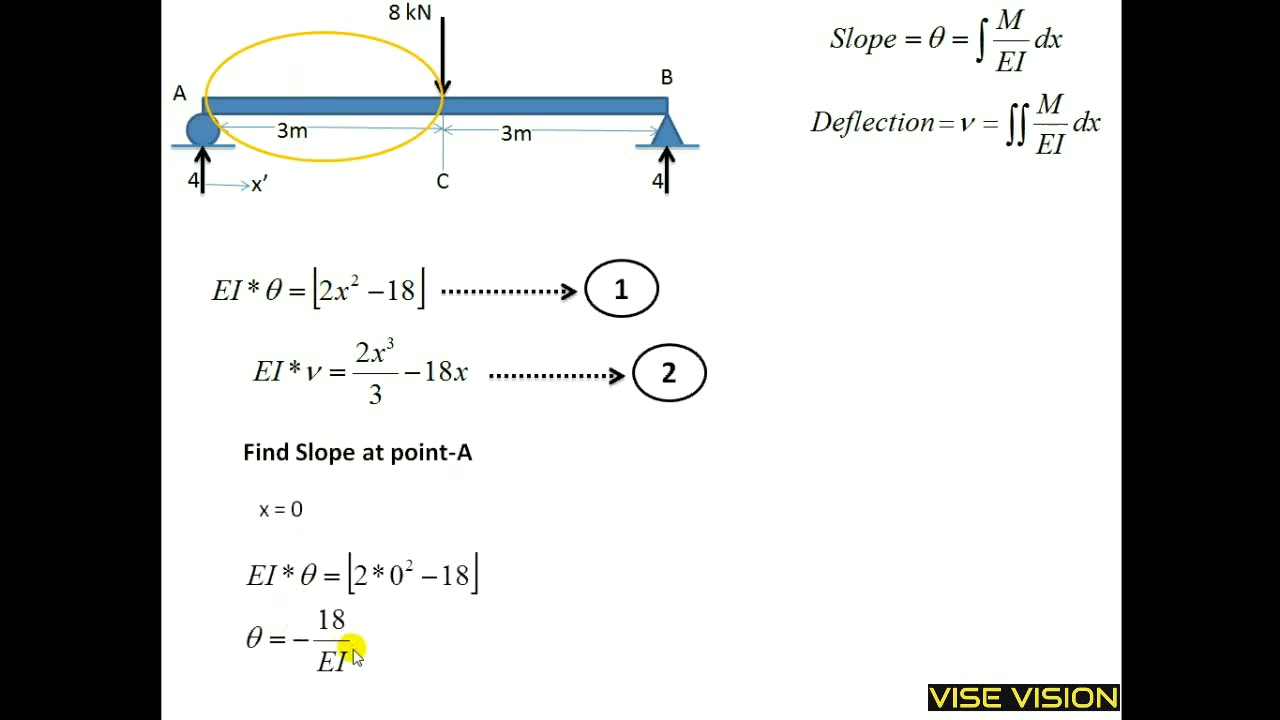 8 kN
A
B
3m
3m
4
x’
C
4
Slope = θ = ∫ M/EI dx
Deflection = ν = ∬ M/EI dx
EI * θ = ⌊2x² − 18⌋
1
EI * ν = 2x³/3 − 18x
2
Find Slope at point-A
x = 0
EI * θ = ⌊2 * 0² − 18⌋
θ = − 18/EI
VISE VISION